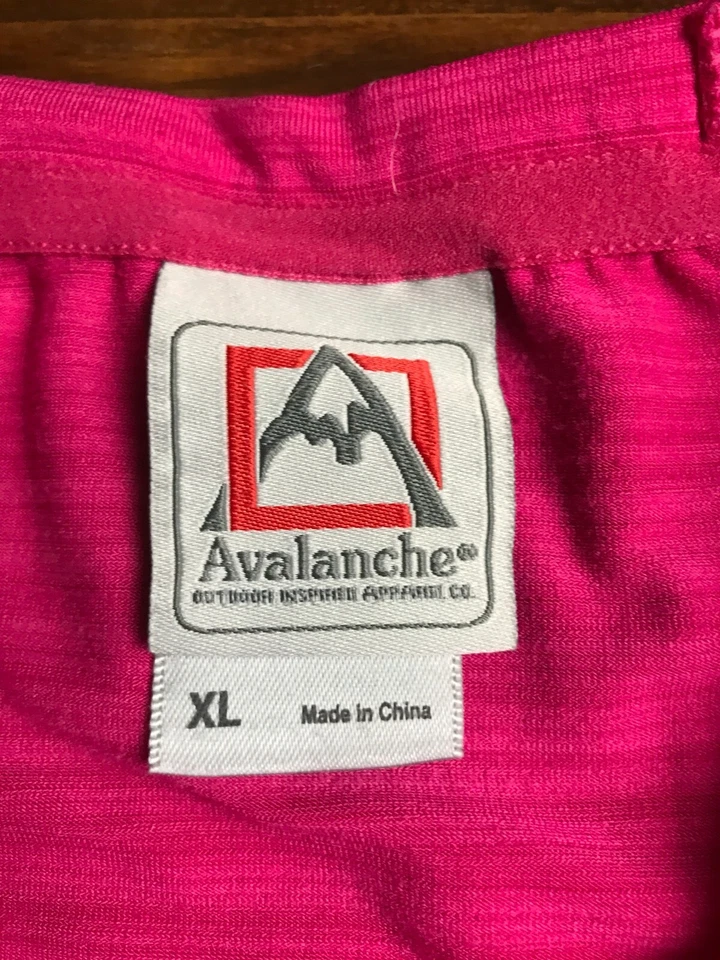 Avalanche®
OUTDOOR INSPIRED APPAREL CO.
XL
Made in China